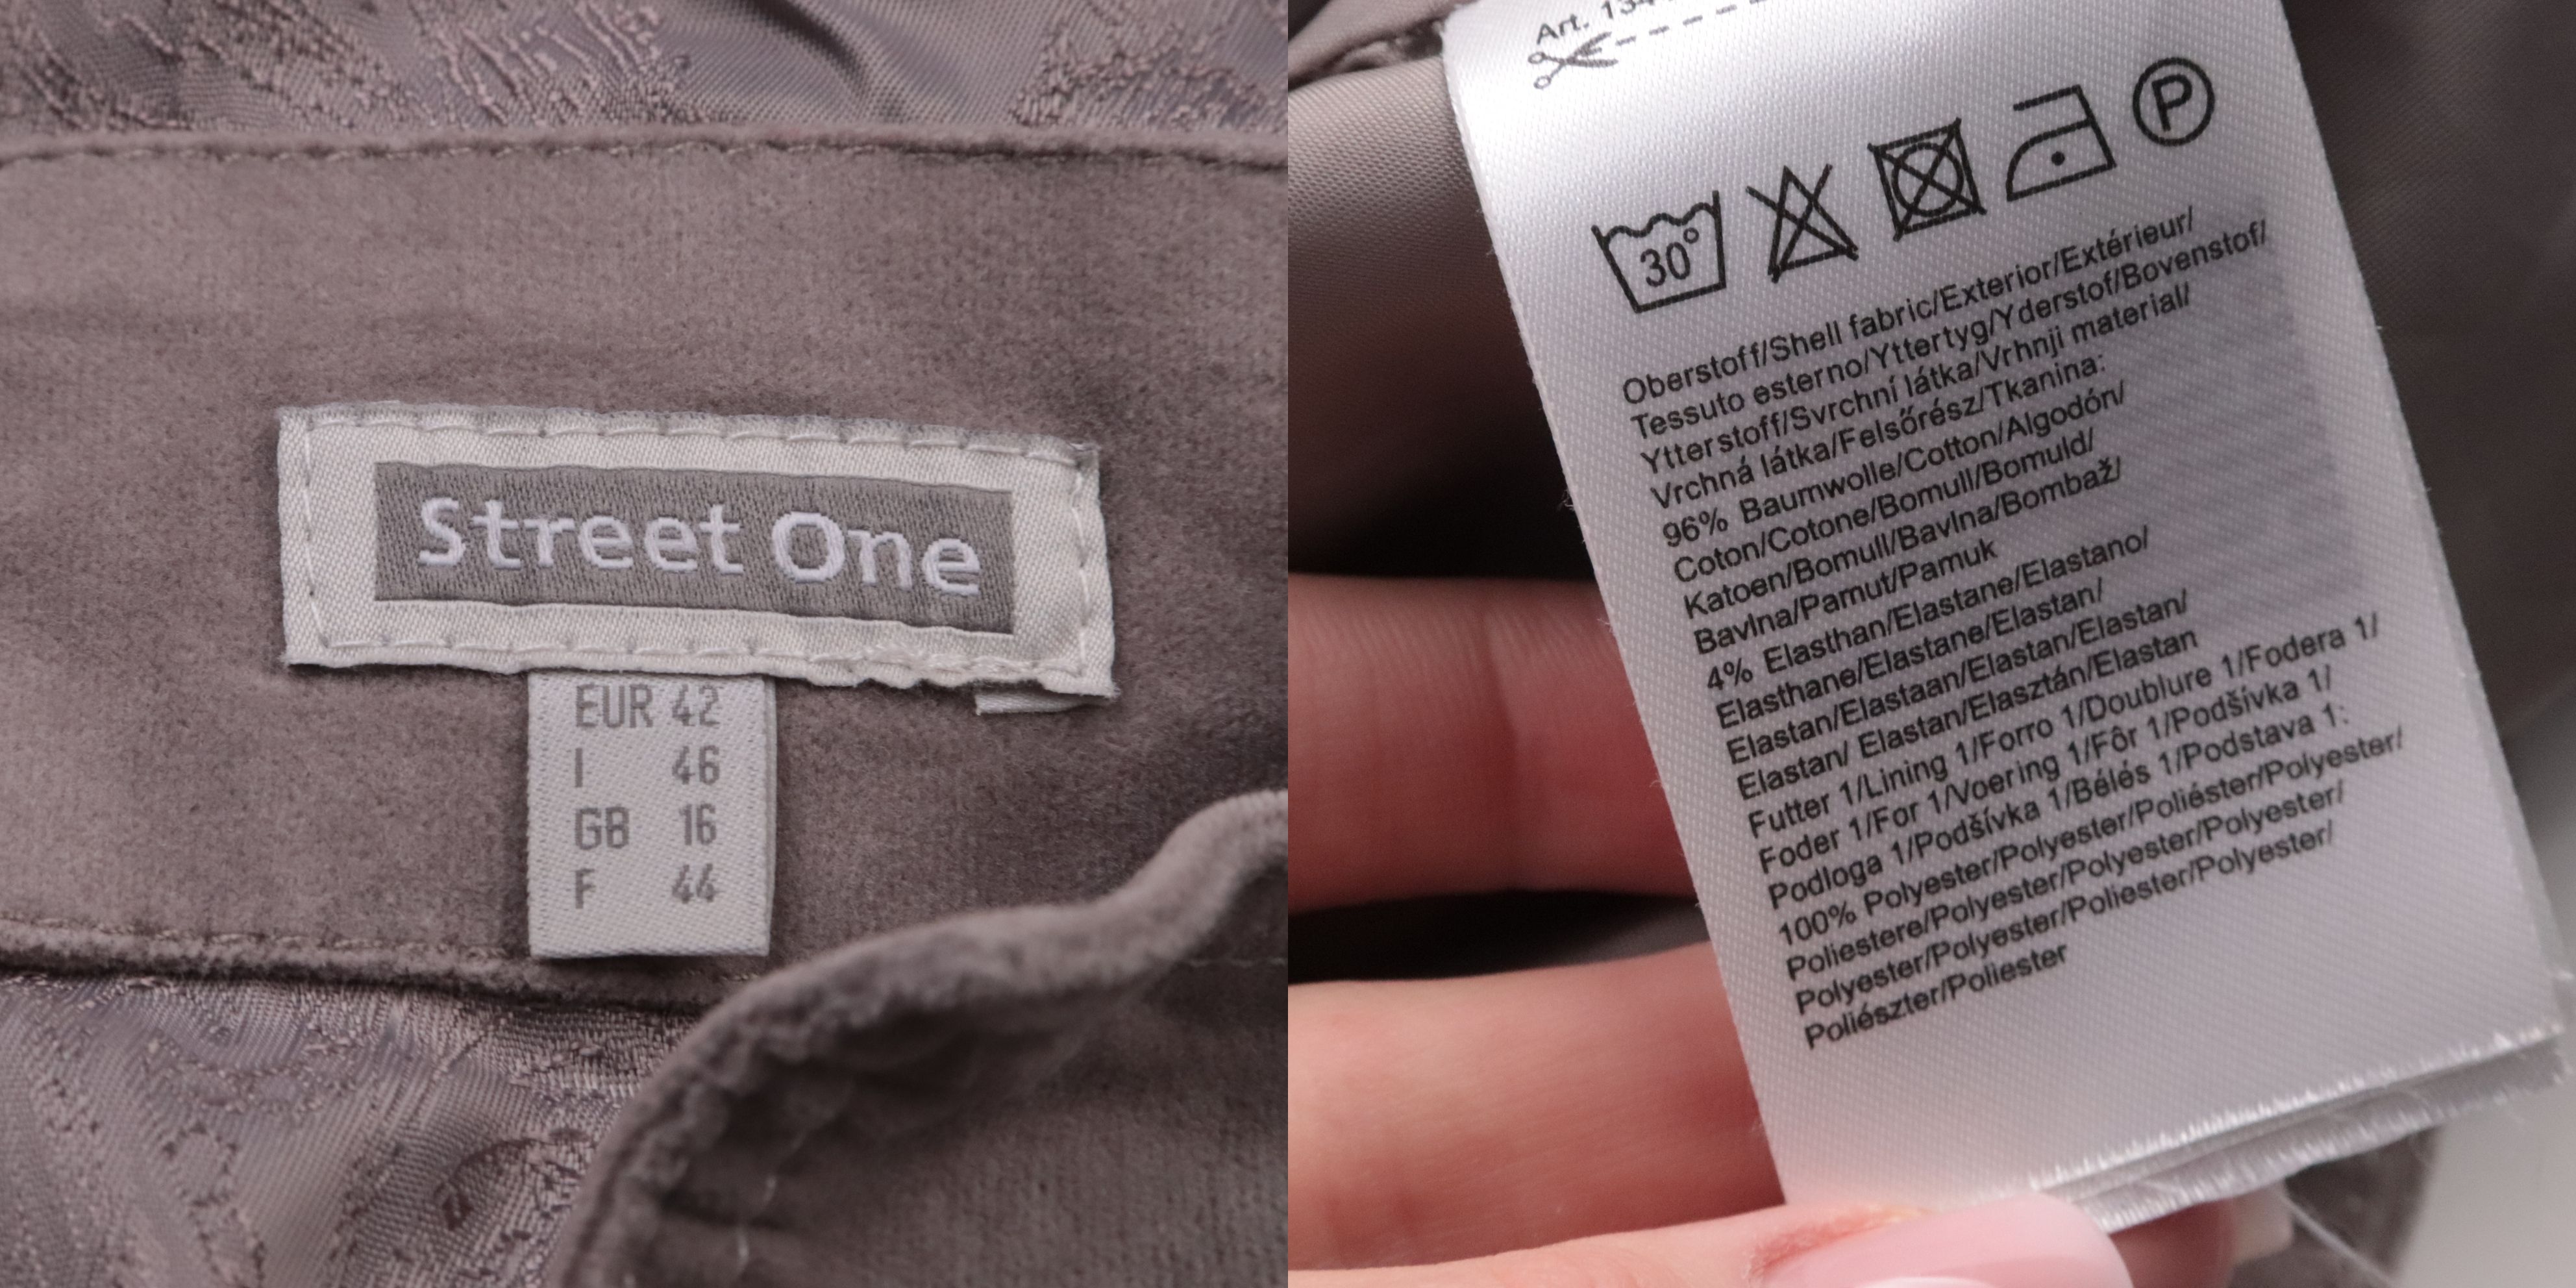 Street One
EUR 42
I 46
GB 16
F 44
Art.
30°
P
Oberstoff/Shell fabric/Exterior/Extérieur/
Tessuto esterno/Yttertyg/Yderstof/Bovenstof/
Ytterstoff/Svrchní látka/Vrhnji material/
Vrchná látka/Felsőrész/Tkanina:
96% Baumwolle/Cotton/Algodón/
Coton/Cotone/Bomull/Bomuld/
Katoen/Bomull/Bavlna/Bombaž/
Bavlna/Pamut/Pamuk
4% Elasthan/Elastane/Elastano/
Elasthane/Elastane/Elastan/
Elastan/Elastaan/Elastan/Elastan/
Elastan/ Elastan/Elasztán/Elastan
Futter 1/Lining 1/Forro 1/Doublure 1/Fodera 1/
Foder 1/For 1/Voering 1/Fôr 1/Podšívka 1/
Podloga 1/Podšívka 1/Bélés 1/Podstava 1:
100% Polyester/Polyester/Poliéster/Polyester/
Poliestere/Polyester/Polyester/Polyester/
Polyester/Polyester/Poliester/Polyester/
Poliészter/Poliester